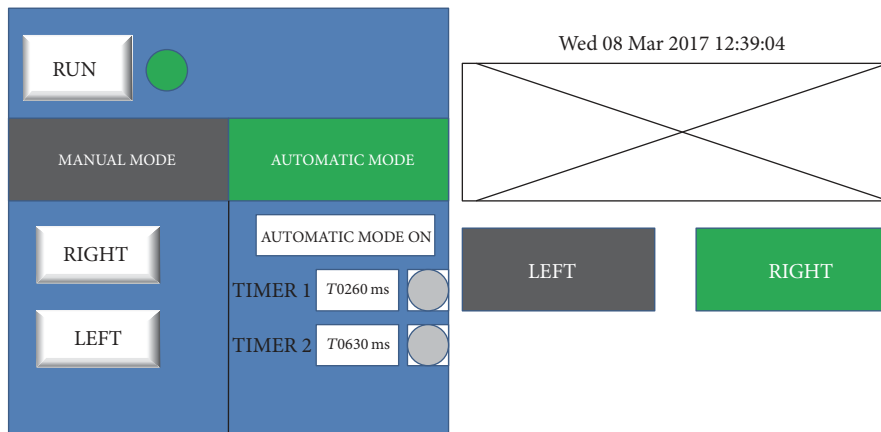 RUN
MANUAL MODE
AUTOMATIC MODE
RIGHT
LEFT
AUTOMATIC MODE ON
TIMER 1 T0260 ms
TIMER 2 T0630 ms
Wed 08 Mar 2017 12:39:04
LEFT
RIGHT